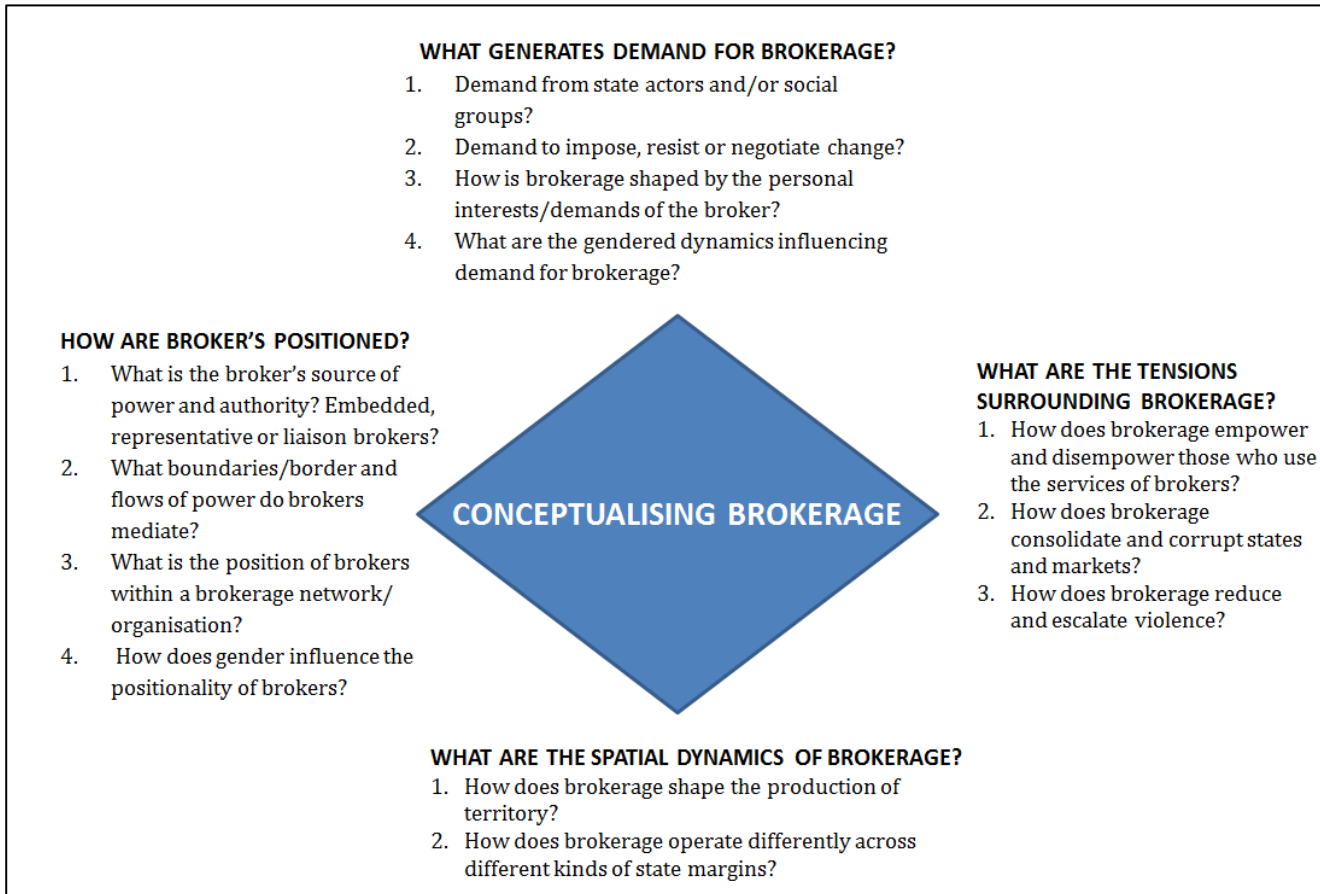 WHAT GENERATES DEMAND FOR BROKERAGE?
1. Demand from state actors and/or social
groups?
2. Demand to impose, resist or negotiate change?
3. How is brokerage shaped by the personal
interests/demands of the broker?
4. What are the gendered dynamics influencing
demand for brokerage?
HOW ARE BROKER’S POSITIONED?
1. What is the broker’s source of
power and authority? Embedded,
representative or liaison brokers?
2. What boundaries/border and
flows of power do brokers
mediate?
3. What is the position of brokers
within a brokerage network/
organisation?
4. How does gender influence the
positionality of brokers?
CONCEPTUALISING BROKERAGE
WHAT ARE THE TENSIONS
SURROUNDING BROKERAGE?
1. How does brokerage empower
and disempower those who use
the services of brokers?
2. How does brokerage
consolidate and corrupt states
and markets?
3. How does brokerage reduce
and escalate violence?
WHAT ARE THE SPATIAL DYNAMICS OF BROKERAGE?
1. How does brokerage shape the production of
territory?
2. How does brokerage operate differently across
different kinds of state margins?